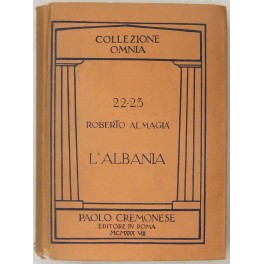 COLLEZIONE
OMNIA
22-23
ROBERTO ALMAGIÀ
L'ALBANIA
PAOLO CREMONESE
EDITORE IN ROMA
MCMXXX VIII